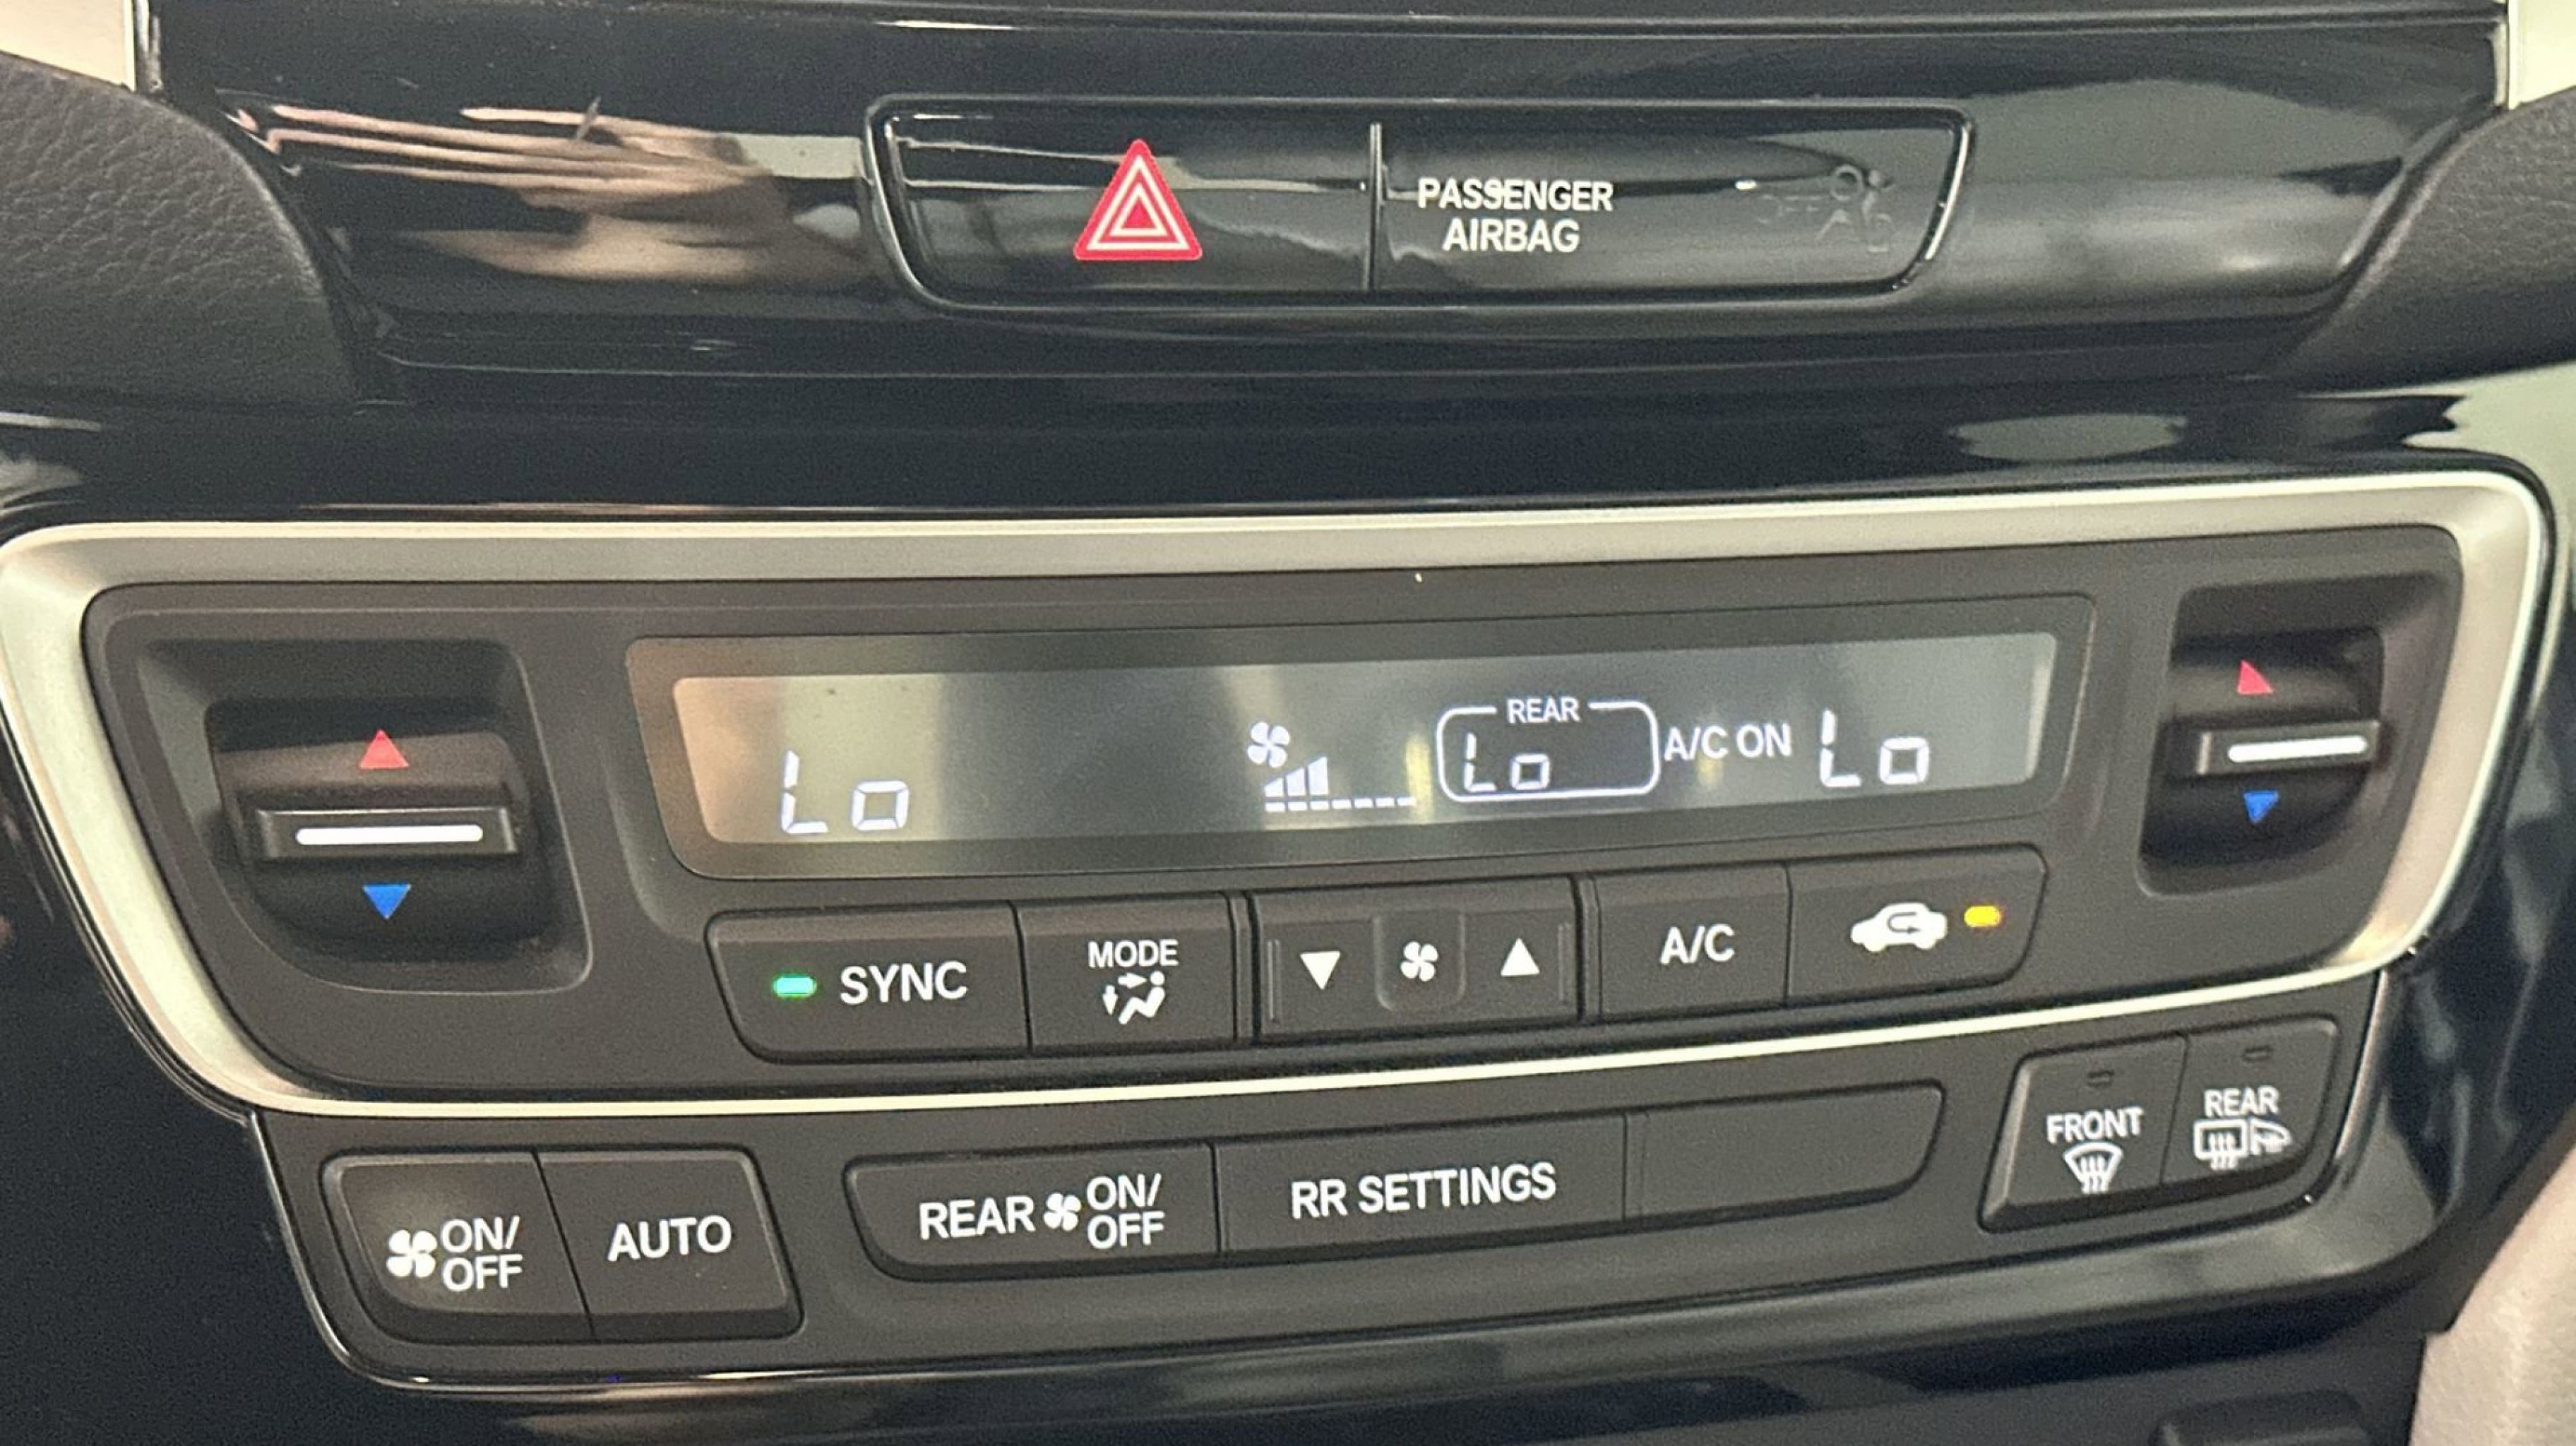 PASSENGER
AIRBAG
OFF
REAR
Lo
Lo
A/C ON
Lo
SYNC
MODE
A/C
ON/
OFF
AUTO
REAR
ON/
OFF
RR SETTINGS
FRONT
REAR